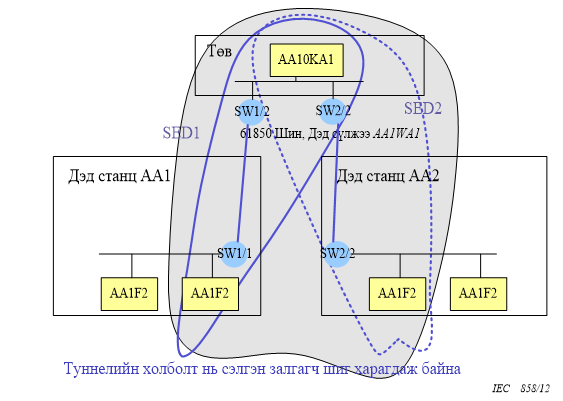 Төв
AA10KA1
SW1/2
SW2/2
SED1
SED2
61850 Шин, Дэд сүлжээ AA1WA1
Дэд станц AA1
Дэд станц AA2
SW1/1
SW2/2
AA1F2
AA1F2
AA1F2
AA1F2
Туннелийн холболт нь сэлгэн залгагч шиг харагдаж байна
IEC 858/12